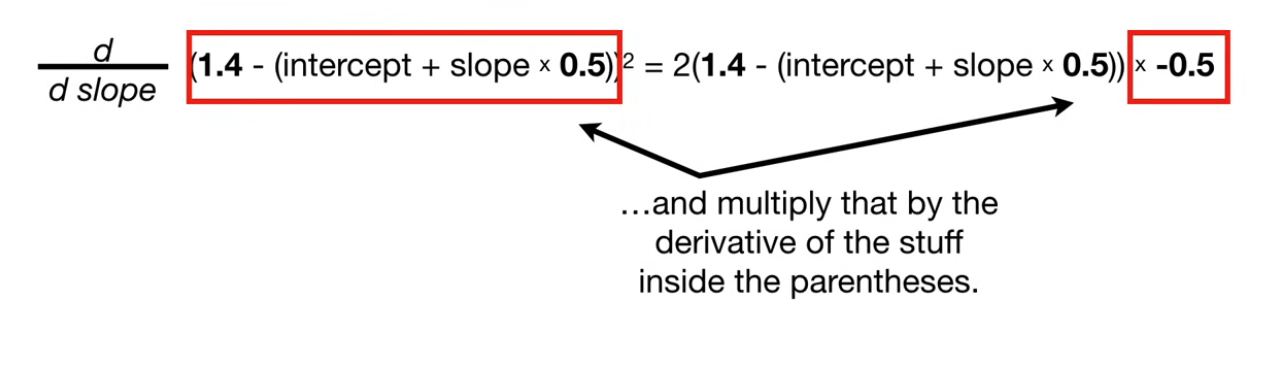 d
d slope
(1.4 - (intercept + slope × 0.5))² = 2(1.4 - (intercept + slope × 0.5)) × -0.5
…and multiply that by the
derivative of the stuff
inside the parentheses.